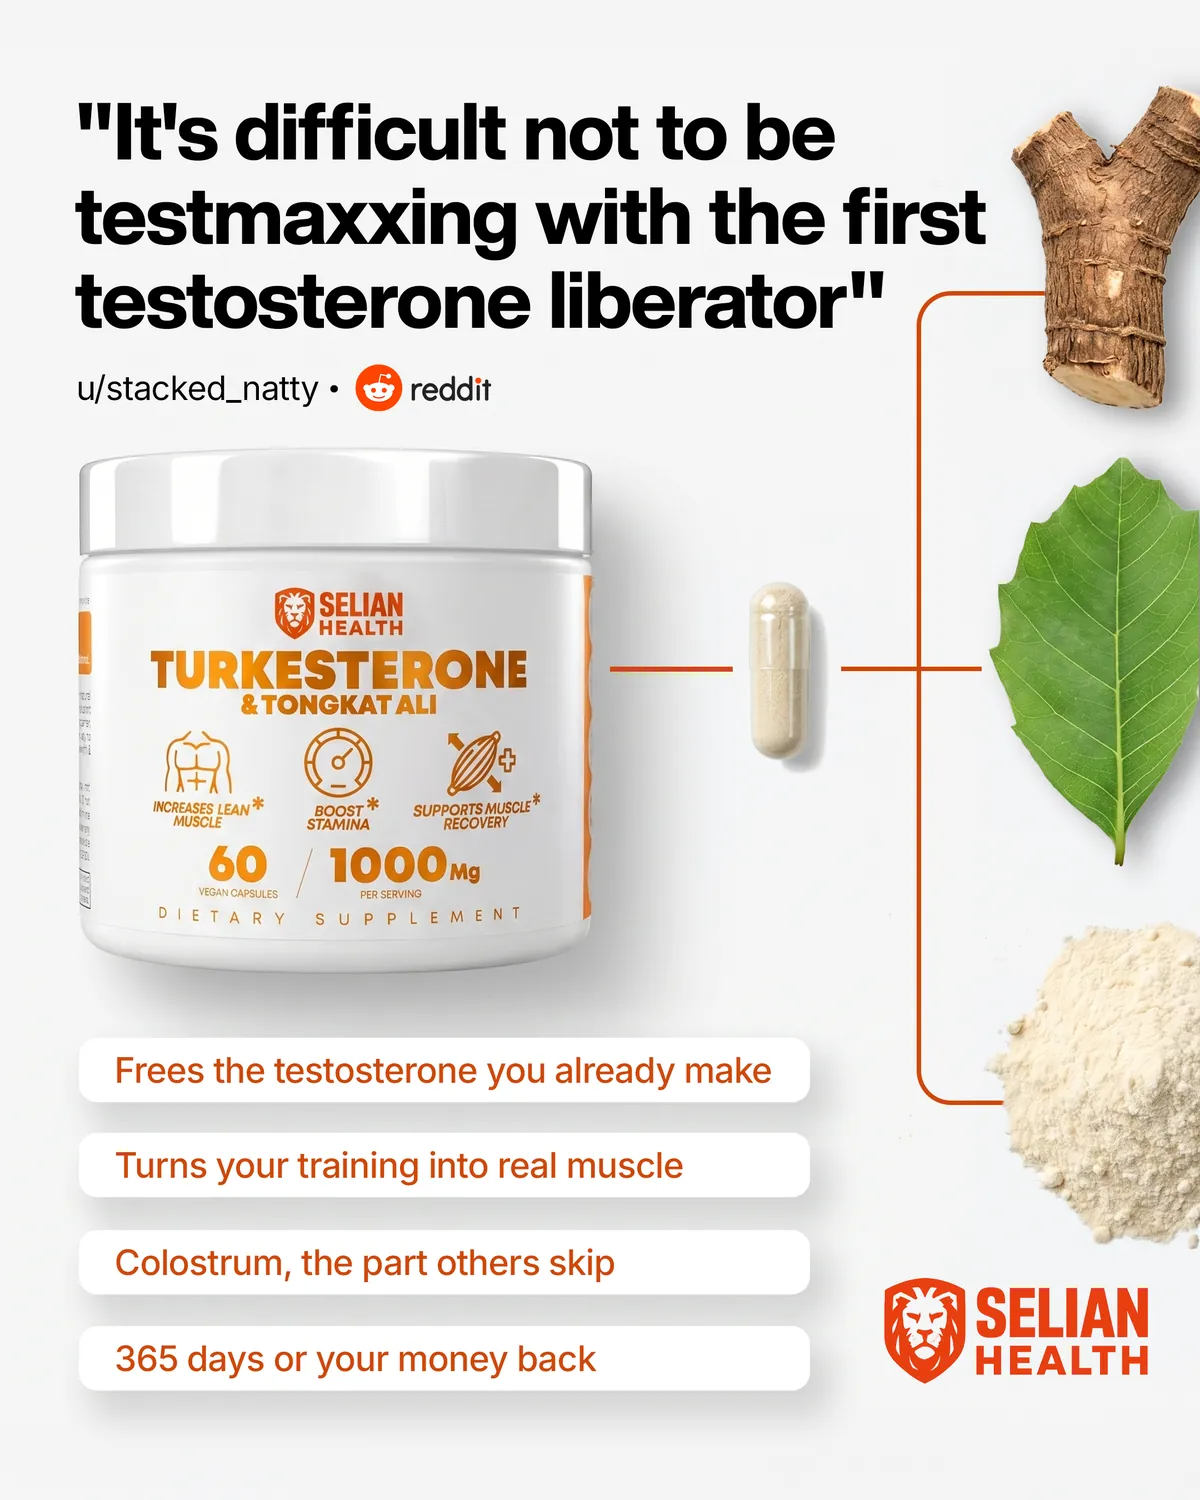 "It's difficult not to be
testmaxxing with the first
testosterone liberator"
u/stacked_natty • reddit
SELIAN
HEALTH
TURKESTERONE
& TONGKAT ALI
INCREASES LEAN*
MUSCLE
BOOST*
STAMINA
SUPPORTS MUSCLE*
RECOVERY
60
VEGAN CAPSULES
1000Mg
PER SERVING
DIETARY SUPPLEMENT
Frees the testosterone you already make
Turns your training into real muscle
Colostrum, the part others skip
365 days or your money back
SELIAN
HEALTH